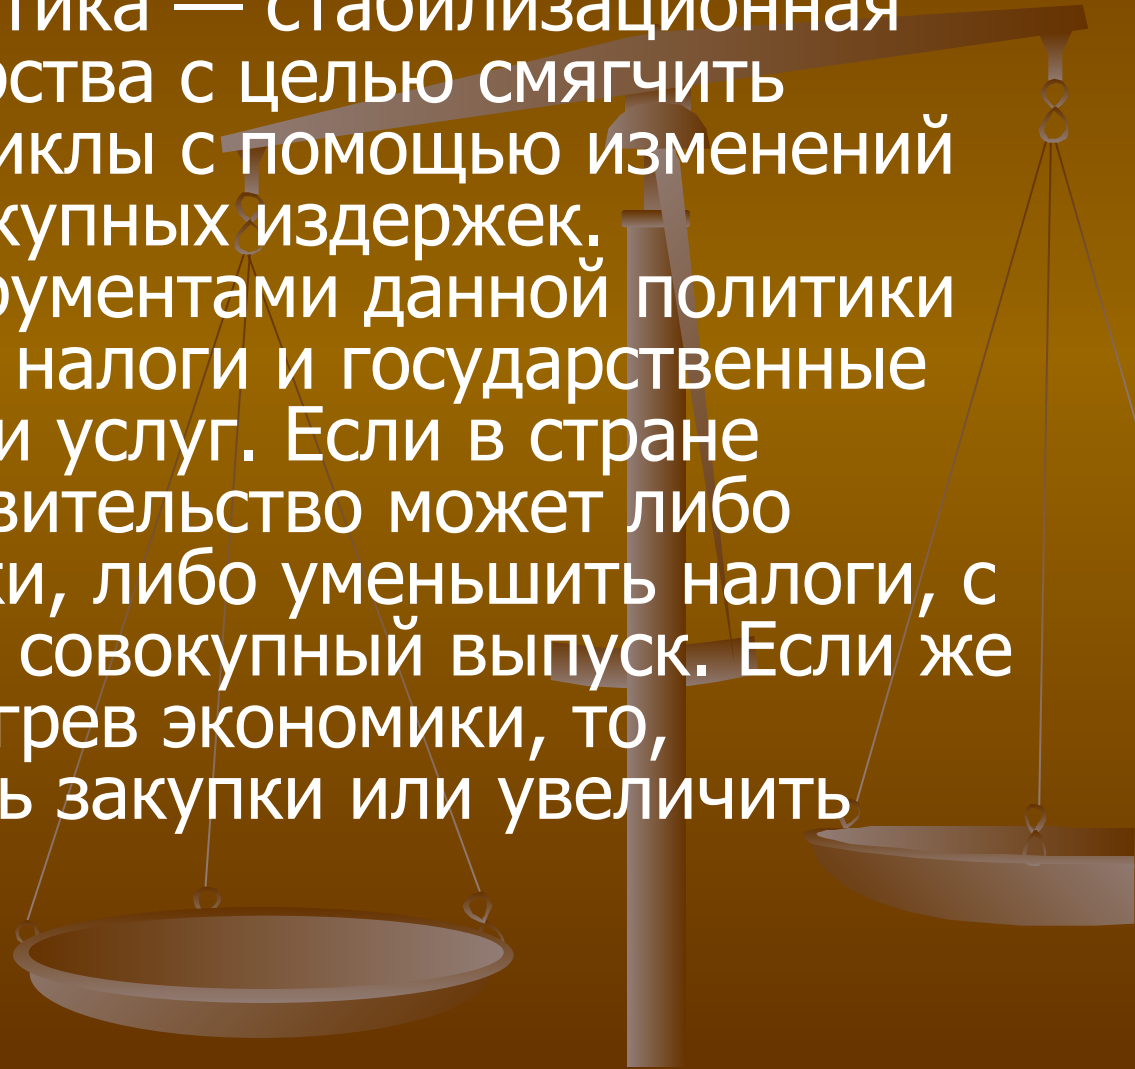 тика — стабилизационная
рства с целью смягчить
иклы с помощью изменений
купных издержек.
рументами данной политики
налоги и государственные
и услуг. Если в стране
вительство может либо
ки, либо уменьшить налоги, с
совокупный выпуск. Если же
грев экономики, то,
ь закупки или увеличить